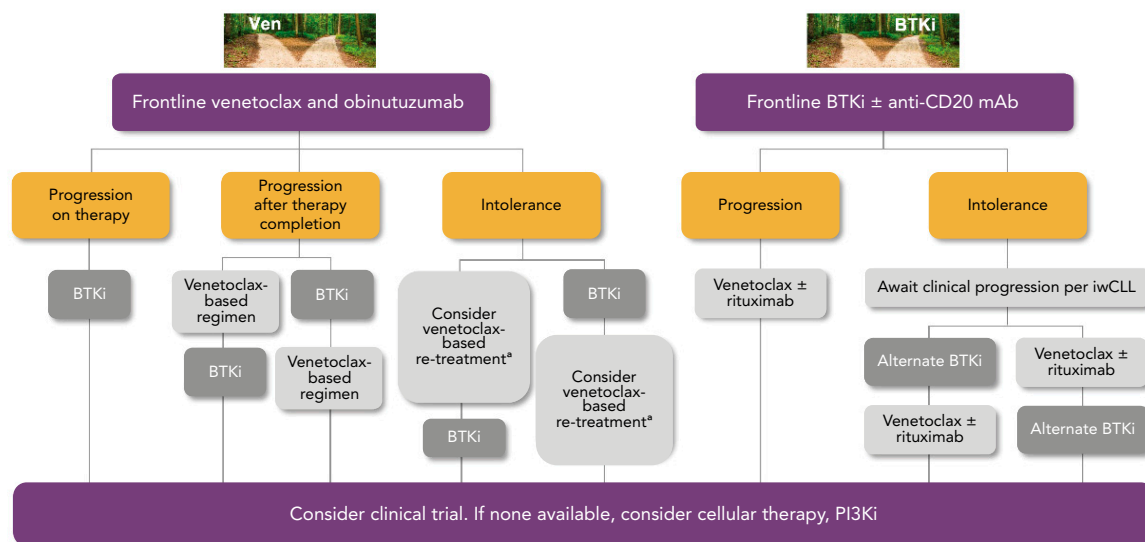 Ven
BTKi
Frontline venetoclax and obinutuzumab
Frontline BTKi ± anti-CD20 mAb
Progression
on therapy
Progression
after therapy
completion
Intolerance
Progression
Intolerance
BTKi
Venetoclax-
based
regimen
BTKi
BTKi
Venetoclax-
based
regimen
Consider
venetoclax-
based
re-treatmentᵃ
BTKi
BTKi
Consider
venetoclax-
based
re-treatmentᵃ
Venetoclax ±
rituximab
Await clinical progression per iwCLL
Alternate BTKi
Venetoclax ±
rituximab
Venetoclax ±
rituximab
Alternate BTKi
Consider clinical trial. If none available, consider cellular therapy, PI3Ki